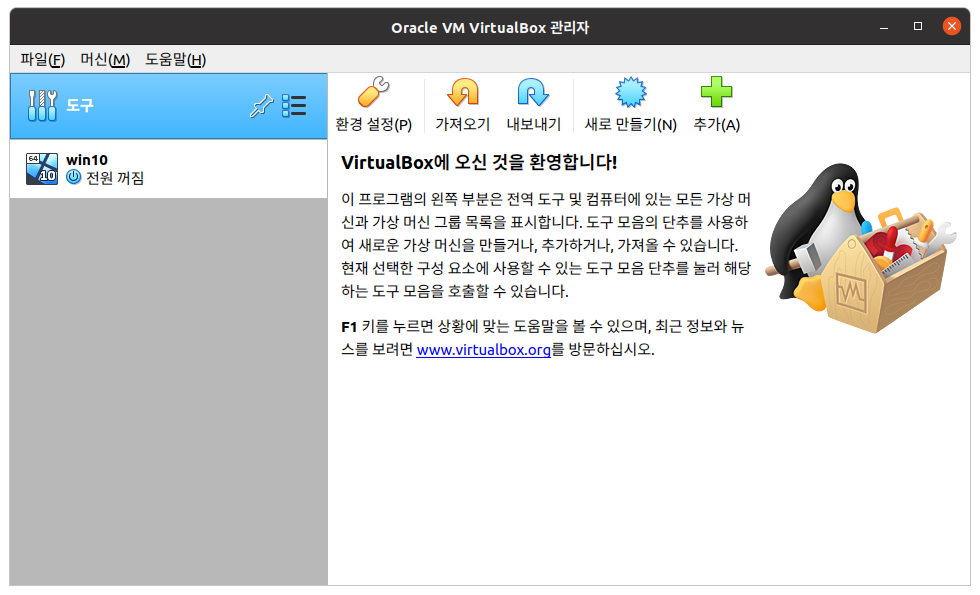 Oracle VM VirtualBox 관리자
파일(F) 머신(M) 도움말(H)
도구
환경 설정(P) 가져오기 내보내기 새로 만들기(N) 추가(A)
64
10
win10
전원 꺼짐
VirtualBox에 오신 것을 환영합니다!
이 프로그램의 왼쪽 부분은 전역 도구 및 컴퓨터에 있는 모든 가상 머
신과 가상 머신 그룹 목록을 표시합니다. 도구 모음의 단추를 사용하
여 새로운 가상 머신을 만들거나, 추가하거나, 가져올 수 있습니다.
현재 선택한 구성 요소에 사용할 수 있는 도구 모음 단추를 눌러 해당
하는 도구 모음을 호출할 수 있습니다.
F1 키를 누르면 상황에 맞는 도움말을 볼 수 있으며, 최근 정보와 뉴
스를 보려면 www.virtualbox.org를 방문하십시오.